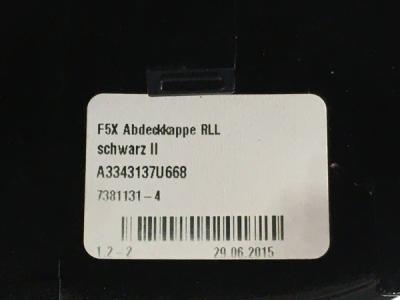 F5X Abdeckkappe RLL
schwarz II
A3343137U668
7381131-4
1.2-2 29.06.2015